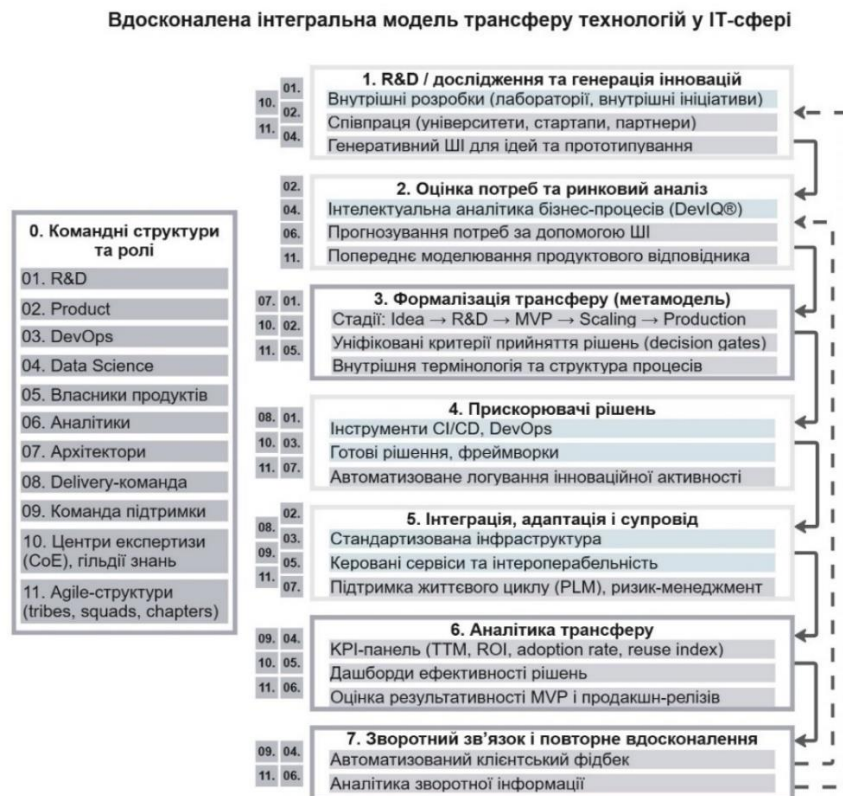 Вдосконалена інтегральна модель трансферу технологій у ІТ-сфері
0. Командні структури
та ролі
01. R&D
02. Product
03. DevOps
04. Data Science
05. Власники продуктів
06. Аналітики
07. Архітектори
08. Delivery-команда
09. Команда підтримки
10. Центри експертизи
(CoE), гільдії знань
11. Agile-структури
(tribes, squads, chapters)
01.
10.
02.
11.
04.
1. R&D / дослідження та генерація інновацій
Внутрішні розробки (лабораторії, внутрішні ініціативи)
Співпраця (університети, стартапи, партнери)
Генеративний ШІ для ідей та прототипування
02.
04.
06.
11.
2. Оцінка потреб та ринковий аналіз
Інтелектуальна аналітика бізнес-процесів (DevIQ®)
Прогнозування потреб за допомогою ШІ
Попереднє моделювання продуктового відповідника
07. 01.
10. 02.
11. 05.
3. Формалізація трансферу (метамодель)
Стадії: Idea → R&D → MVP → Scaling → Production
Уніфіковані критерії прийняття рішень (decision gates)
Внутрішня термінологія та структура процесів
08. 01.
10. 03.
11. 07.
4. Прискорювачі рішень
Інструменти CI/CD, DevOps
Готові рішення, фреймворки
Автоматизоване логування інноваційної активності
02.
08.
03.
09.
05.
11.
07.
5. Інтеграція, адаптація і супровід
Стандартизована інфраструктура
Керовані сервіси та інтероперабельність
Підтримка життєвого циклу (PLM), ризик-менеджмент
09. 04.
10. 05.
11. 06.
6. Аналітика трансферу
KPI-панель (TTM, ROI, adoption rate, reuse index)
Дашборди ефективності рішень
Оцінка результативності MVP і продакшн-релізів
09. 04.
11. 06.
7. Зворотний зв'язок і повторне вдосконалення
Автоматизований клієнтський фідбек
Аналітика зворотної інформації